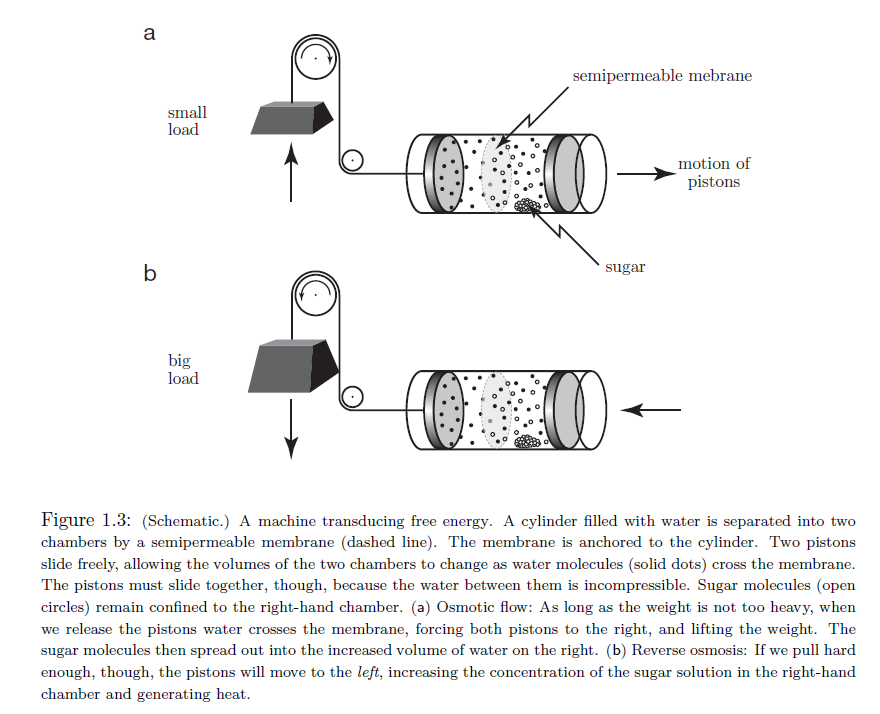 a
semipermeable mebrane
small
load
motion of
pistons
sugar
b
big
load
Figure 1.3: (Schematic.) A machine transducing free energy. A cylinder filled with water is separated into two
chambers by a semipermeable membrane (dashed line). The membrane is anchored to the cylinder. Two pistons
slide freely, allowing the volumes of the two chambers to change as water molecules (solid dots) cross the membrane.
The pistons must slide together, though, because the water between them is incompressible. Sugar molecules (open
circles) remain confined to the right-hand chamber. (a) Osmotic flow: As long as the weight is not too heavy, when
we release the pistons water crosses the membrane, forcing both pistons to the right, and lifting the weight. The
sugar molecules then spread out into the increased volume of water on the right. (b) Reverse osmosis: If we pull hard
enough, though, the pistons will move to the left, increasing the concentration of the sugar solution in the right-hand
chamber and generating heat.